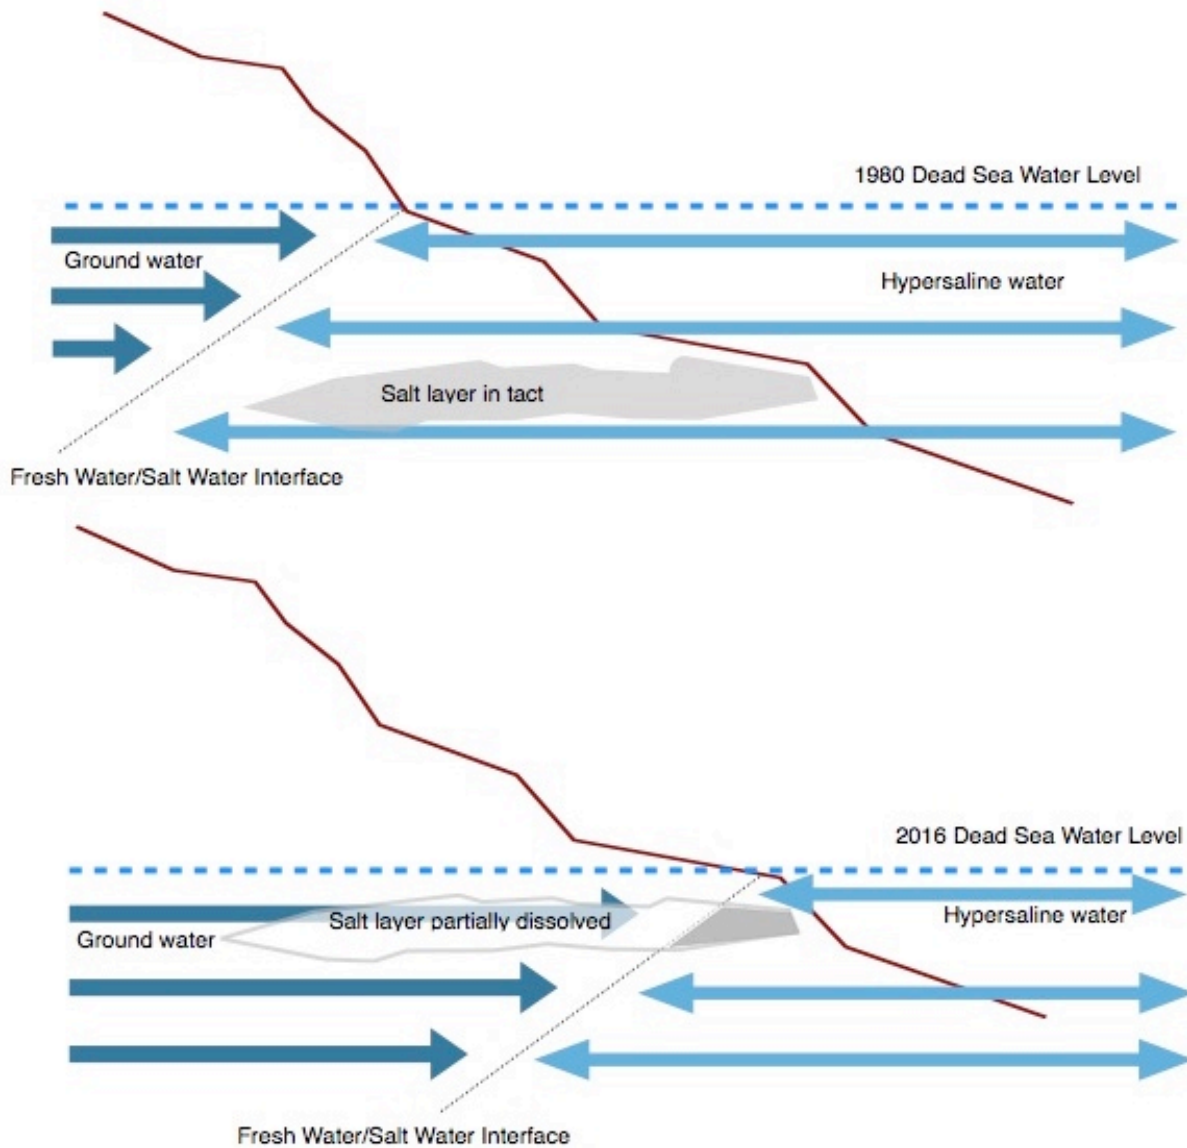 1980 Dead Sea Water Level
Ground water
Hypersaline water
Salt layer in tact
Fresh Water/Salt Water Interface
2016 Dead Sea Water Level
Salt layer partially dissolved
Hypersaline water
Ground water
Fresh Water/Salt Water Interface